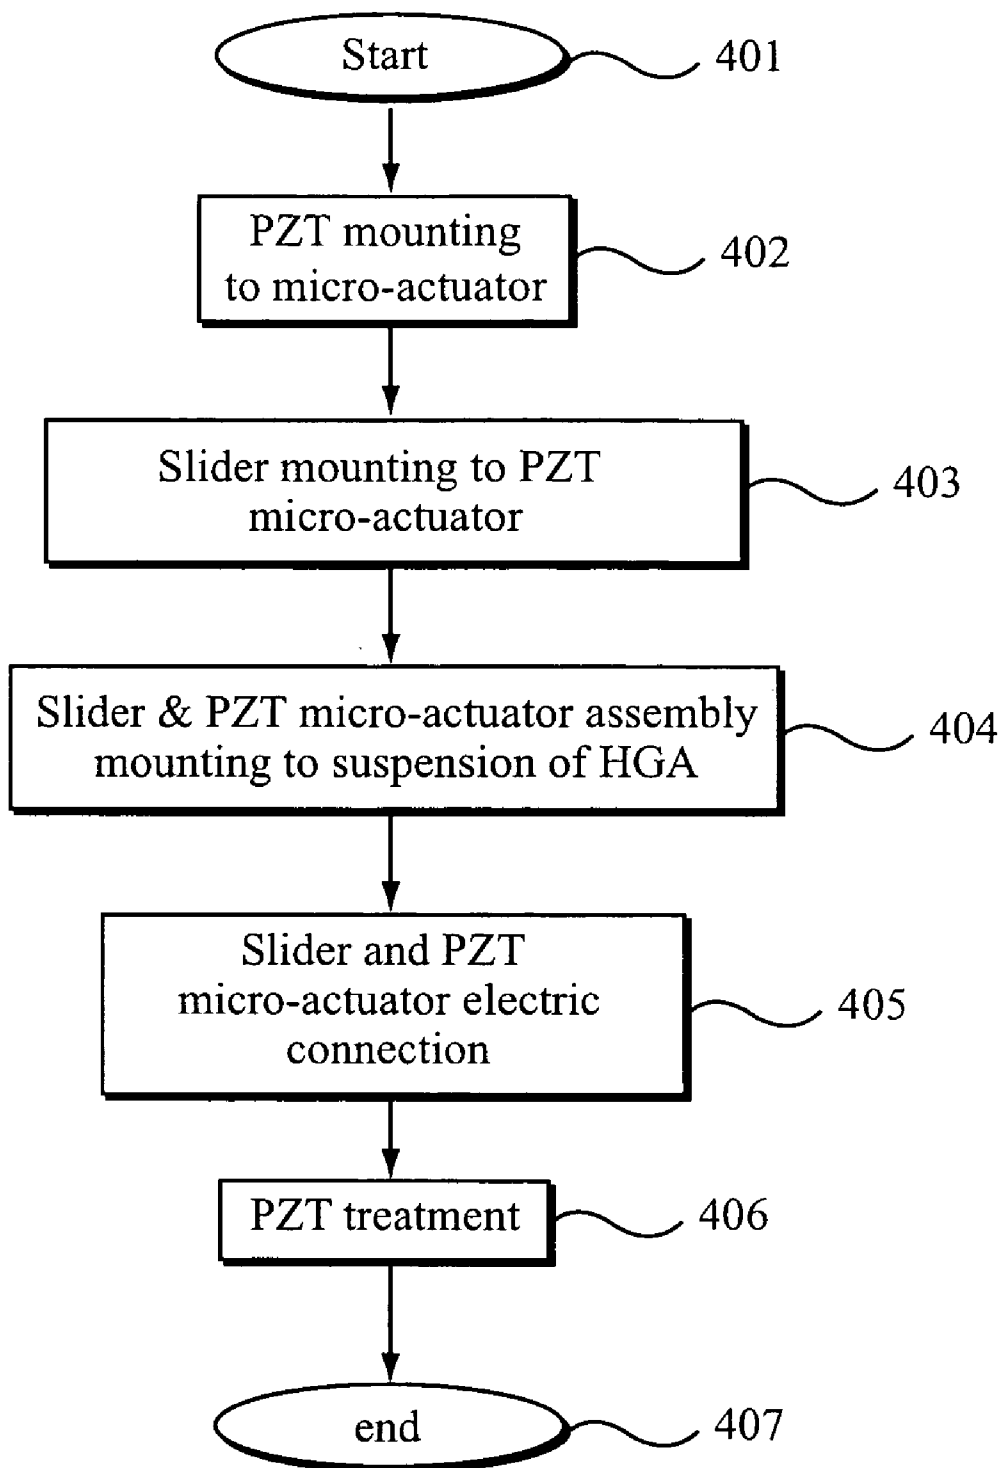 Start
401
PZT mounting
to micro-actuator
402
Slider mounting to PZT
micro-actuator
403
Slider & PZT micro-actuator assembly
mounting to suspension of HGA
404
Slider and PZT
micro-actuator electric
connection
405
PZT treatment
406
end
407